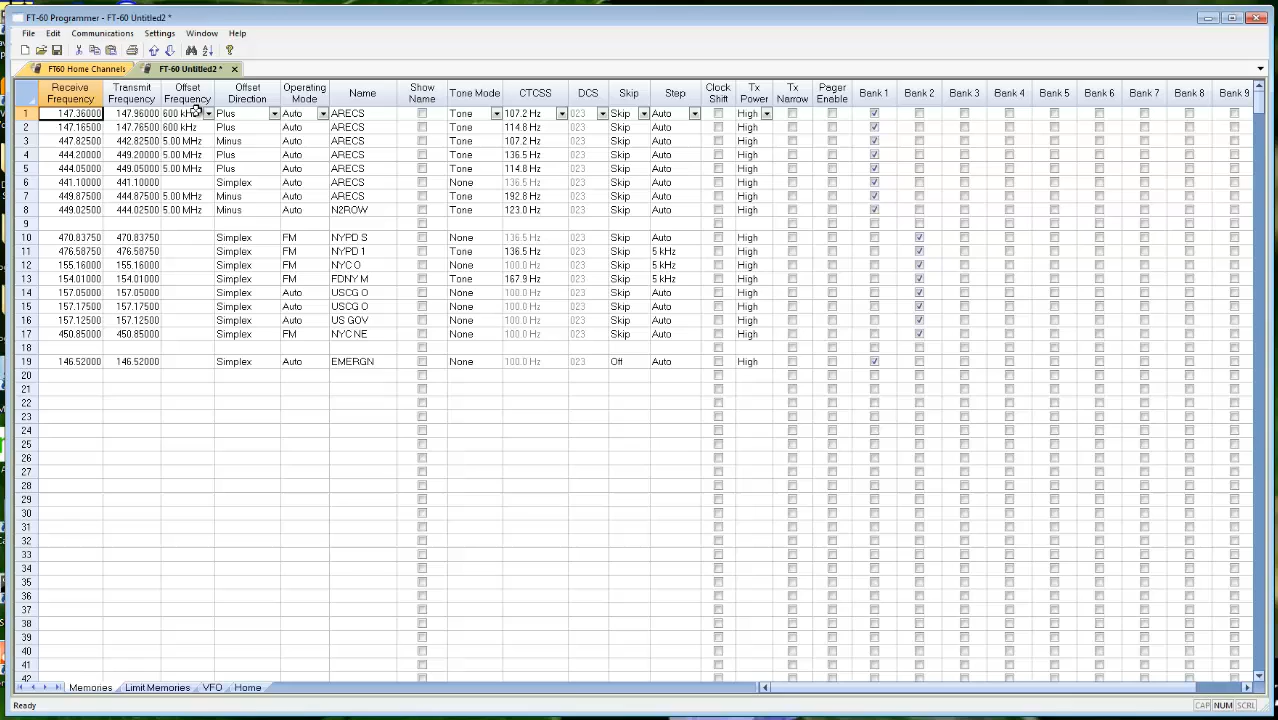 FT-60 Programmer - FT-60 Untitled2 *
File Edit Communications Settings Window Help
FT60 Home Channels FT-60 Untitled2 *
Receive Frequency Transmit Frequency Offset Frequency Offset Direction Operating Mode Name Show Name Tone Mode CTCSS DCS Skip Step Clock Shift Tx Power Tx Narrow Pager Enable Bank 1 Bank 2 Bank 3 Bank 4 Bank 5 Bank 6 Bank 7 Bank 8 Bank 9
1 147.36000 147.96000 600 kHz Plus Auto ARECS Tone 107.2 Hz 023 Skip Auto High
2 147.16500 147.76500 600 kHz Plus Auto ARECS Tone 114.8 Hz 023 Skip Auto High
3 447.82500 442.82500 5.00 MHz Minus Auto ARECS Tone 107.2 Hz 023 Skip Auto High
4 444.20000 449.20000 5.00 MHz Plus Auto ARECS Tone 136.5 Hz 023 Skip Auto High
5 444.05000 449.05000 5.00 MHz Plus Auto ARECS Tone 114.8 Hz 023 Skip Auto High
6 441.10000 441.10000 Simplex Auto ARECS None 136.5 Hz 023 Skip Auto High
7 449.87500 444.87500 5.00 MHz Minus Auto ARECS Tone 192.8 Hz 023 Skip Auto High
8 449.02500 444.02500 5.00 MHz Minus Auto N2ROW Tone 123.0 Hz 023 Skip Auto High
9
10 470.83750 470.83750 Simplex FM NYPD S None 136.5 Hz 023 Skip Auto High
11 476.58750 476.58750 Simplex FM NYPD 1 Tone 136.5 Hz 023 Skip 5 kHz High
12 155.16000 155.16000 Simplex FM NYC O None 100.0 Hz 023 Skip 5 kHz High
13 154.01000 154.01000 Simplex FM FDNY M Tone 167.9 Hz 023 Skip 5 kHz High
14 157.05000 157.05000 Simplex Auto USCG O None 100.0 Hz 023 Skip Auto High
15 157.17500 157.17500 Simplex Auto USCG O None 100.0 Hz 023 Skip Auto High
16 157.12500 157.12500 Simplex Auto US GOV None 100.0 Hz 023 Skip Auto High
17 450.85000 450.85000 Simplex FM NYC NE None 100.0 Hz 023 Skip Auto High
18
19 146.52000 146.52000 Simplex Auto EMERGN None 100.0 Hz 023 Off Auto High
20
21
22
23
24
25
26
27
28
29
30
31
32
33
34
35
36
37
38
39
40
41
42
Memories Limit Memories VFO Home
Ready CAP NUM SCRL